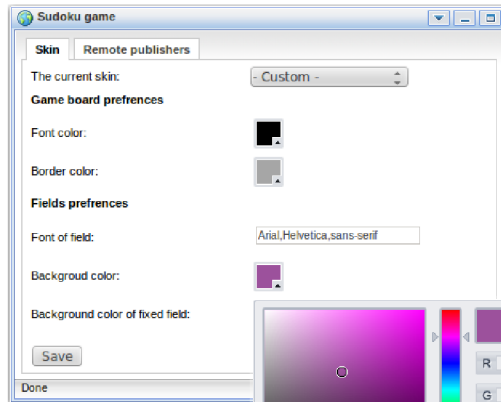 Sudoku game
Skin Remote publishers
The current skin: - Custom -
Game board prefrences
Font color:
Border color:
Fields prefrences
Font of field: Arial,Helvetica,sans-serif
Backgroud color:
Background color of fixed field:
Save
R
Done
G